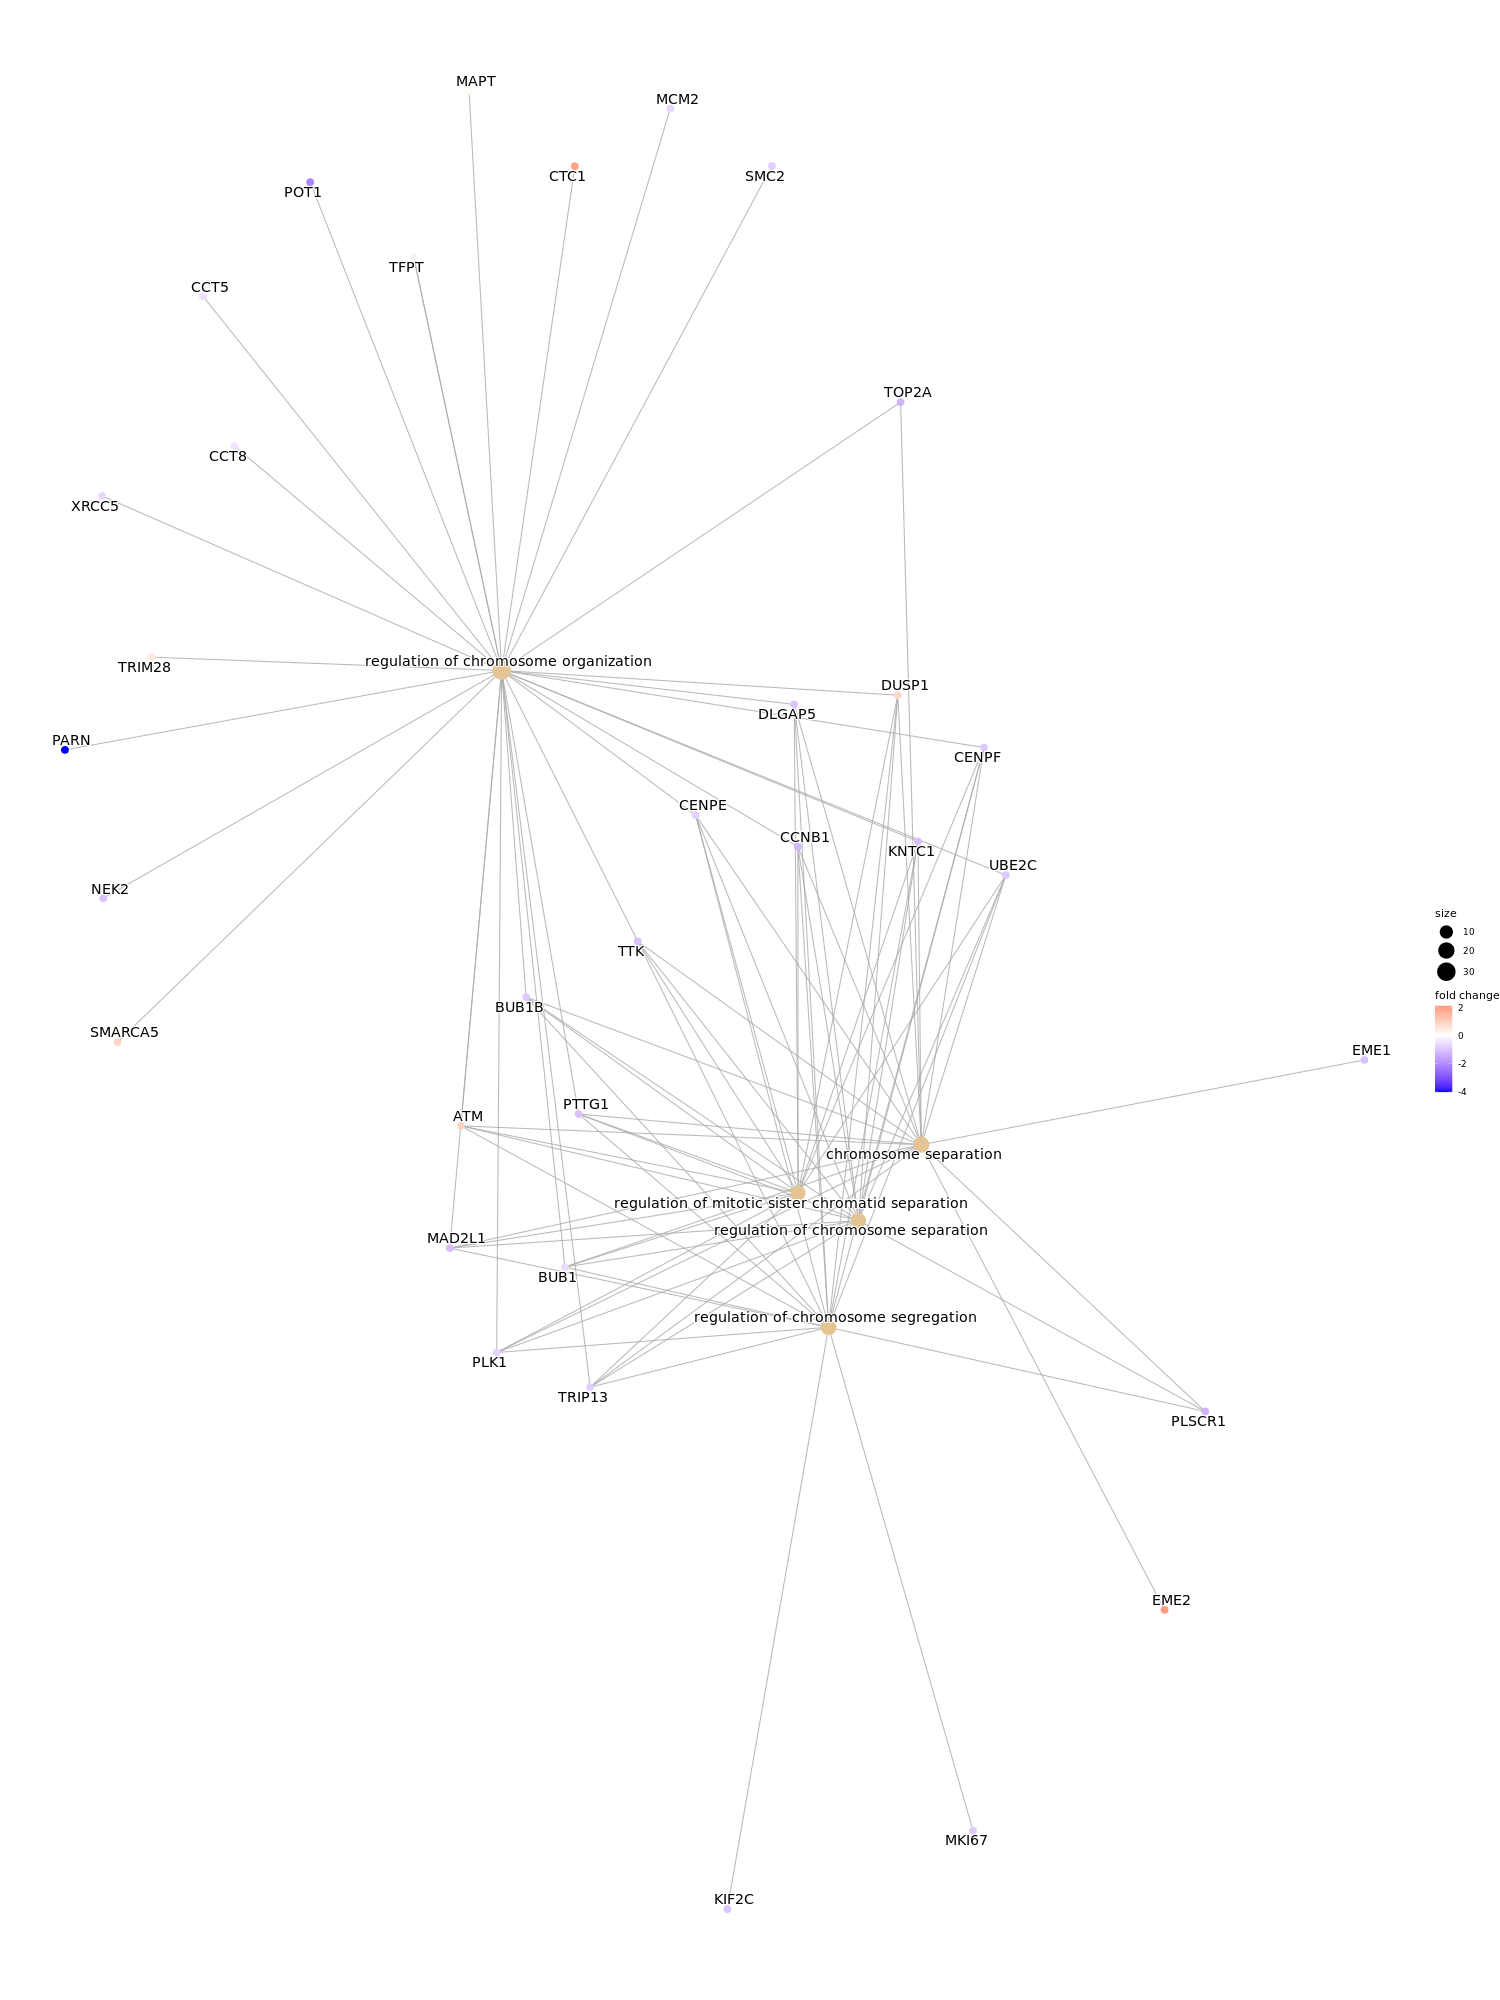 MAPT
MCM2
CTC1
SMC2
POT1
TFPT
CCT5
TOP2A
CCT8
XRCC5
regulation of chromosome organization
TRIM28
DUSP1
DLGAP5
PARN
CENPF
CENPE
CCNB1
KNTC1
UBE2C
NEK2
TTK
BUB1B
SMARCA5
EME1
PTTG1
ATM
chromosome separation
regulation of mitotic sister chromatid separation
regulation of chromosome separation
MAD2L1
BUB1
regulation of chromosome segregation
PLK1
TRIP13
PLSCR1
EME2
MKI67
KIF2C
size
10
20
30
fold change
2
0
-2
-4